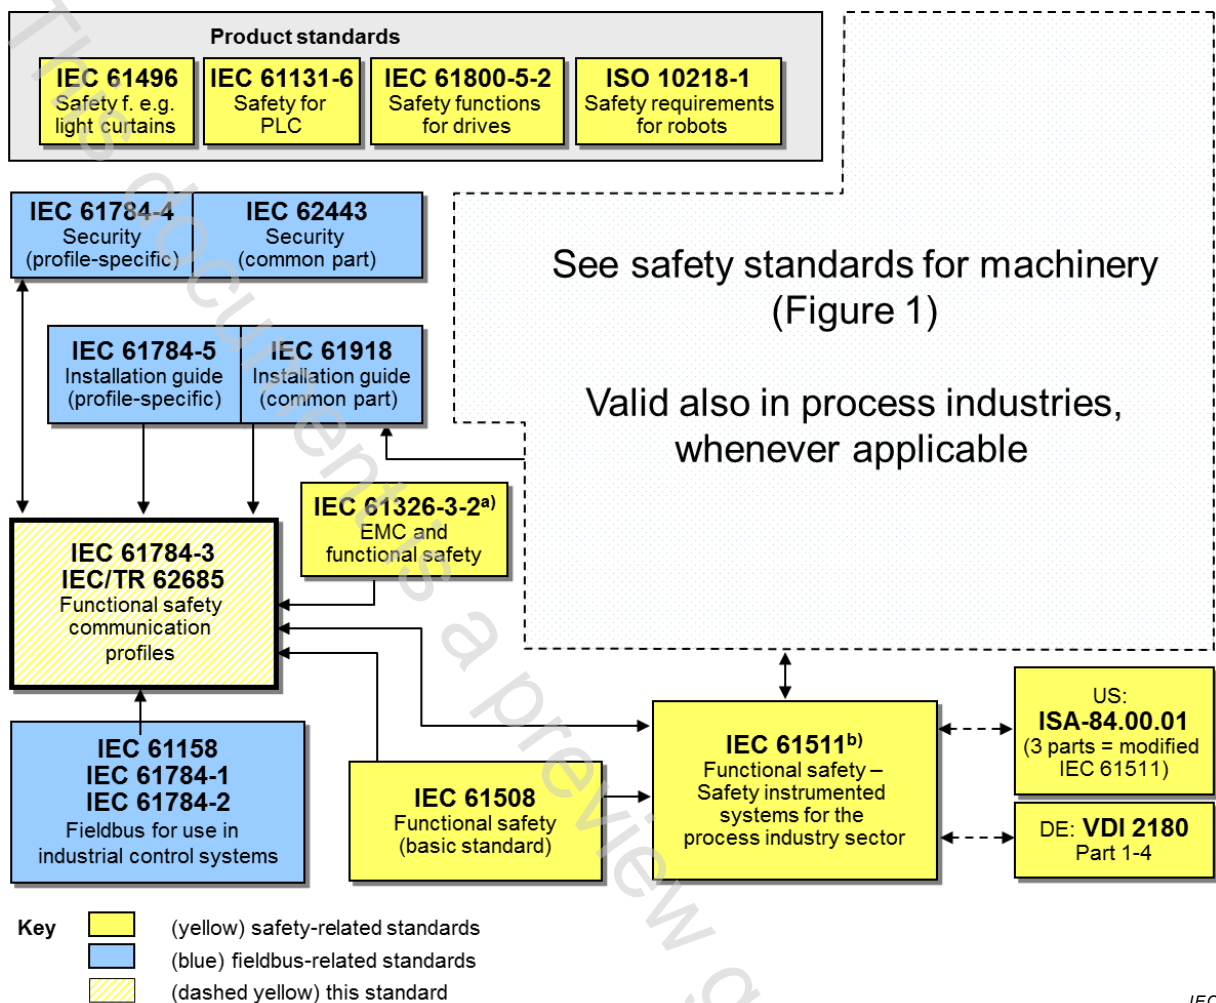 Product standards
IEC 61496
Safety f. e.g.
light curtains
IEC 61131-6
Safety for
PLC
IEC 61800-5-2
Safety functions
for drives
ISO 10218-1
Safety requirements
for robots
IEC 61784-4
Security
(profile-specific)
IEC 62443
Security
(common part)
See safety standards for machinery
(Figure 1)
Valid also in process industries,
whenever applicable
IEC 61784-5
Installation guide
(profile-specific)
IEC 61918
Installation guide
(common part)
IEC 61326-3-2a)
EMC and
functional safety
IEC 61784-3
IEC/TR 62685
Functional safety
communication
profiles
IEC 61158
IEC 61784-1
IEC 61784-2
Fieldbus for use in
industrial control systems
IEC 61508
Functional safety
(basic standard)
IEC 61511b)
Functional safety –
Safety instrumented
systems for the
process industry sector
US:
ISA-84.00.01
(3 parts = modified
IEC 61511)
DE: VDI 2180
Part 1-4
Key
(yellow) safety-related standards
(blue) fieldbus-related standards
(dashed yellow) this standard
IEC
This document is a preview g